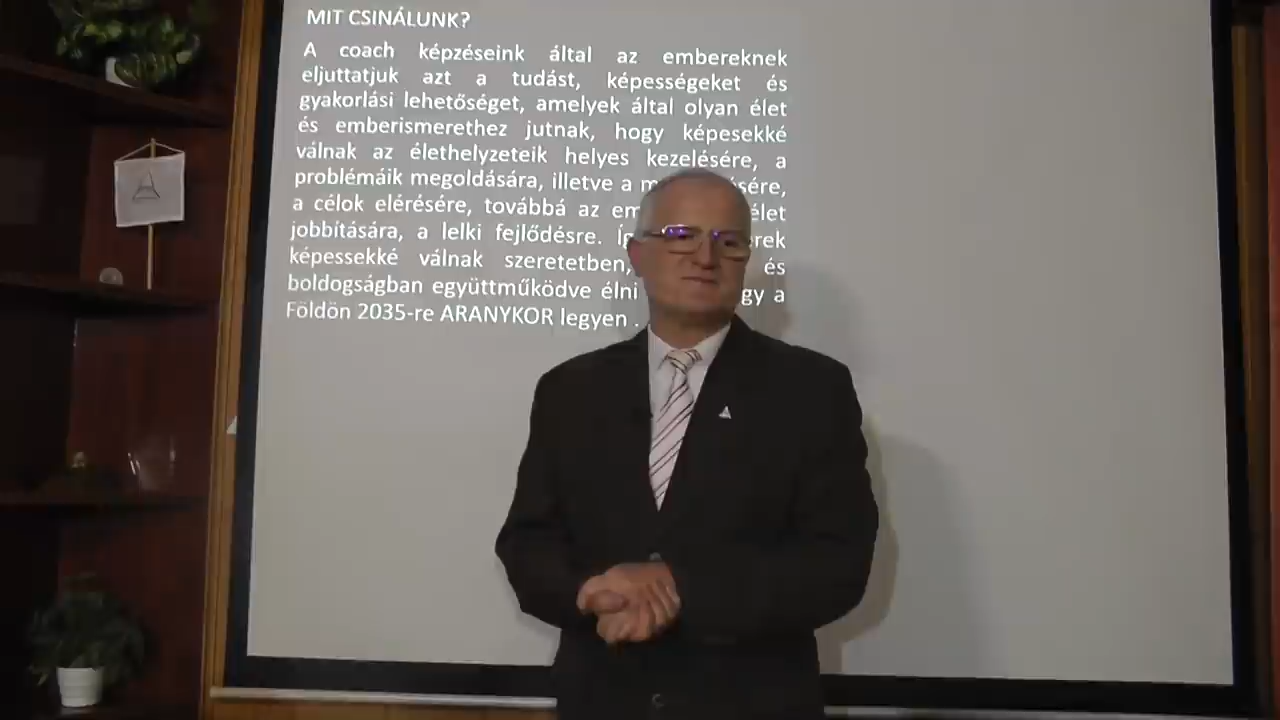 MIT CSINÁLUNK?
A coach képzéseink által az embereknek
eljuttatjuk azt a tudást, képességeket és
gyakorlási lehetőséget, amelyek által olyan élet
és emberismerethez jutnak, hogy képesekké
válnak az élethelyzeteik helyes kezelésére, a
problémáik megoldására, illetve a
a célok elérésére, továbbá az élet
jobbítására, a lelki fejlődésre.
képessekké válnak szeretetben, és
boldogságban együttműködve élni a
Földön 2035-re ARANYKOR legyen .